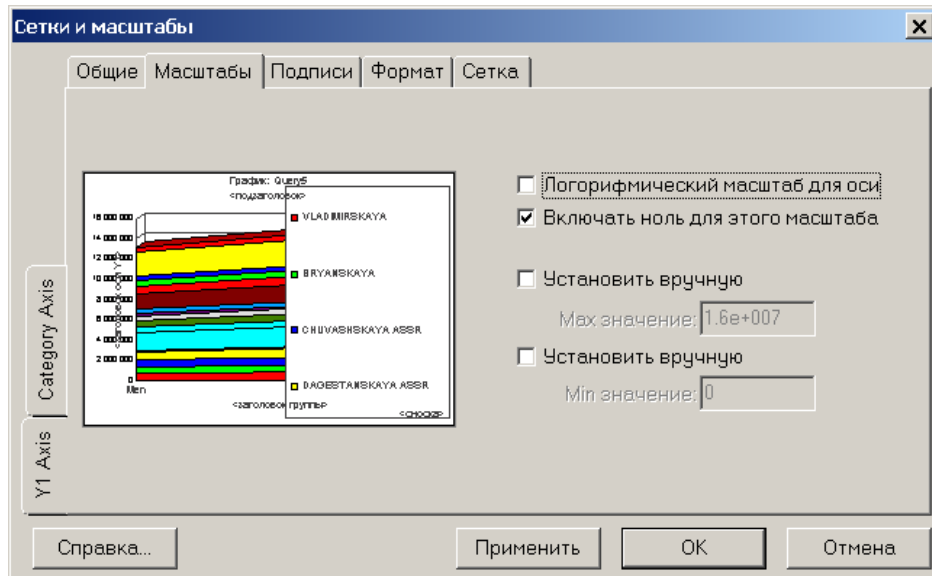 Сетки и масштабы
Общие Масштабы Подписи Формат Сетка
График: Query5
<подзаголовок>
16 000 000
14 000 000
12 000 000
10 000 000
8 000 000
6 000 000
4 000 000
2 000 000
0
Men
VLADIMIRSKAYA
BRYANSKAYA
CHUVASHSKAYA ASSR
DAGESTANSKAYA ASSR
<заголовок группы>
<сноска>
Логорифмический масштаб для оси
Включать ноль для этого масштаба
Установить вручную
Max значение: 1.6e+007
Установить вручную
Min значение: 0
Category Axis
Y1 Axis
Справка...
Применить
OK
Отмена